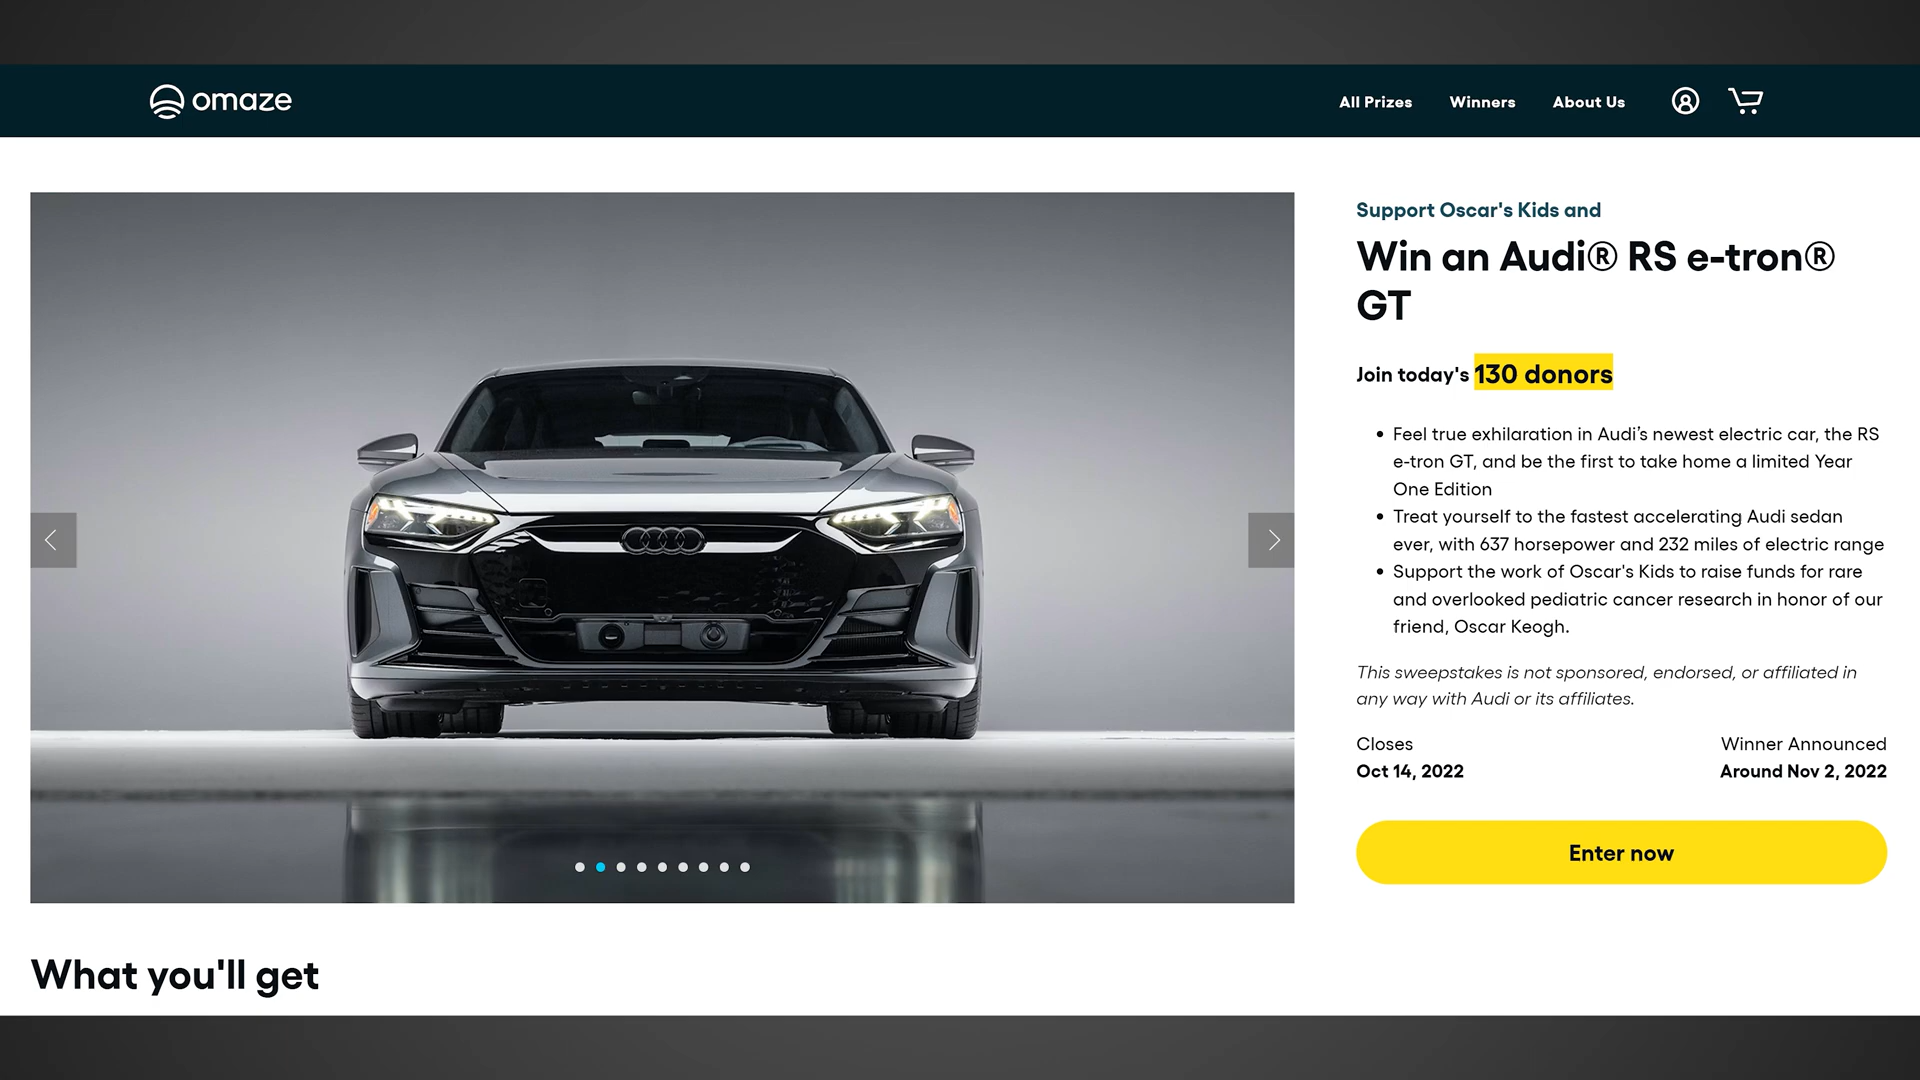 omaze
All Prizes
Winners
About Us
Support Oscar's Kids and
Win an Audi® RS e-tron®
GT
Join today's 130 donors
• Feel true exhilaration in Audi’s newest electric car, the RS
e-tron GT, and be the first to take home a limited Year
One Edition
• Treat yourself to the fastest accelerating Audi sedan
ever, with 637 horsepower and 232 miles of electric range
• Support the work of Oscar's Kids to raise funds for rare
and overlooked pediatric cancer research in honor of our
friend, Oscar Keogh.
This sweepstakes is not sponsored, endorsed, or affiliated in
any way with Audi or its affiliates.
Closes
Oct 14, 2022
Winner Announced
Around Nov 2, 2022
Enter now
What you'll get